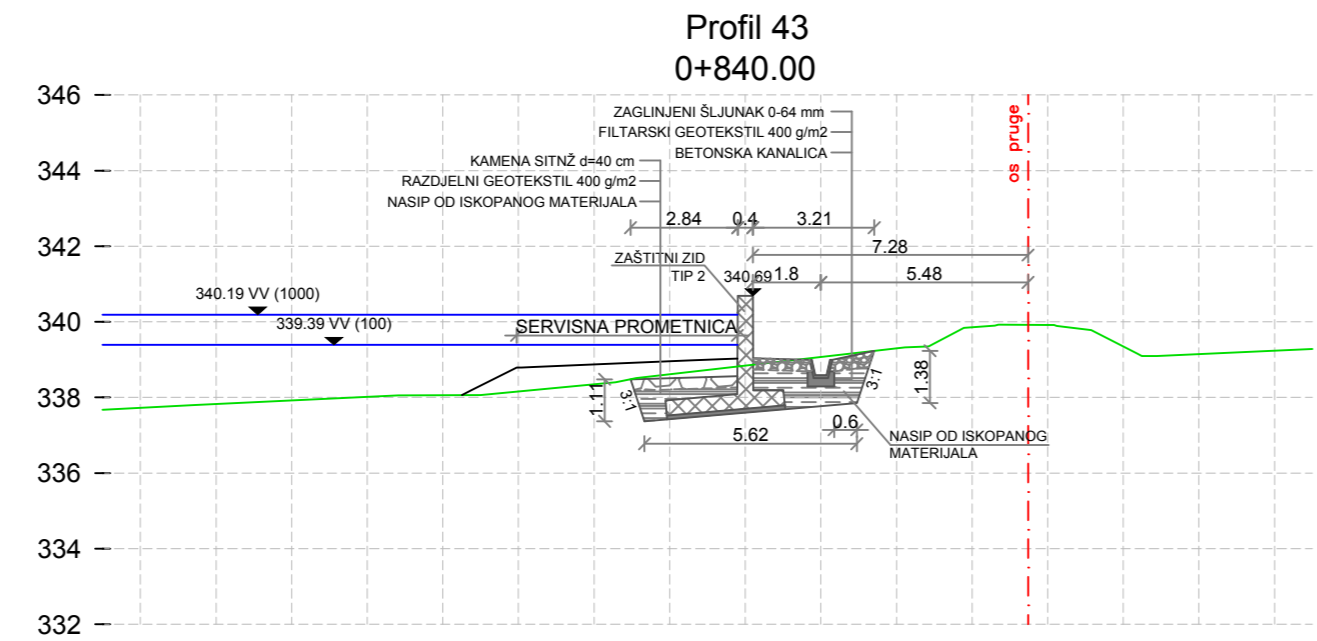 Profil 43
0+840.00
346
344
342
340
338
336
334
332
ZAGLINJENI ŠLJUNAK 0-64 mm
FILTARSKI GEOTEKSTIL 400 g/m2
BETONSKA KANALICA
KAMENA SITNŽ d=40 cm
RAZDJELNI GEOTEKSTIL 400 g/m2
NASIP OD ISKOPANOG MATERIJALA
os pruge
2.84
0.4
3.21
7.28
ZAŠTITNI ZID
TIP 2
340.69
1.8
5.48
340.19 VV (1000)
339.39 VV (100)
SERVISNA PROMETNICA
1.11
3:1
3:1
1.38
5.62
0.6
NASIP OD ISKOPANOG
MATERIJALA